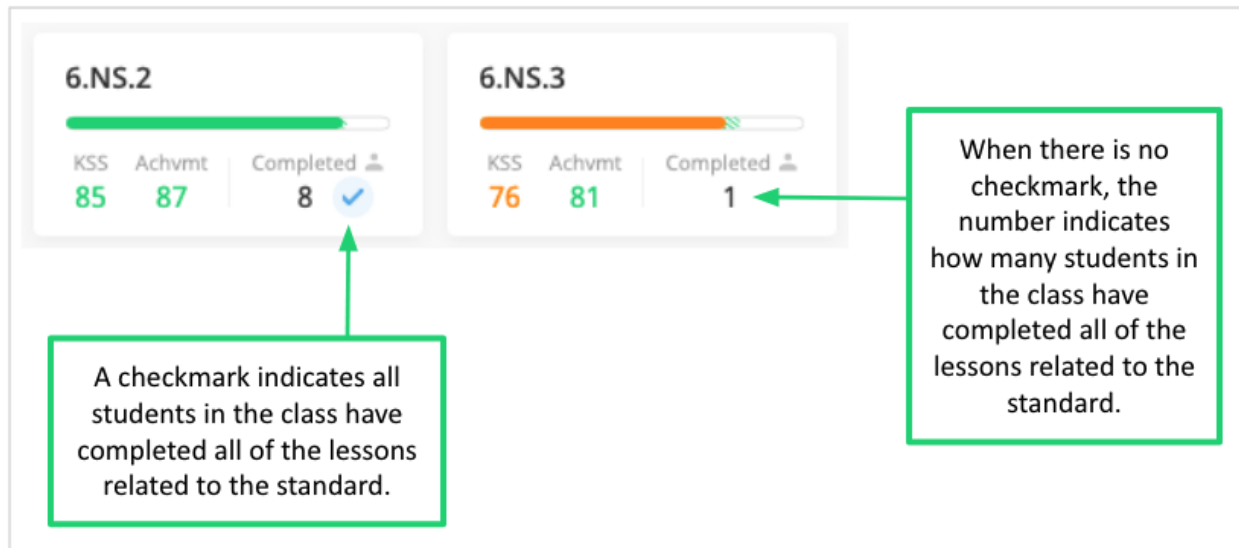 6.NS.2
KSS Achvmt Completed
85 87 8
6.NS.3
KSS Achvmt Completed
76 81 1
When there is no
checkmark, the
number indicates
how many students in
the class have
completed all of the
lessons related to the
standard.
A checkmark indicates all
students in the class have
completed all of the lessons
related to the standard.